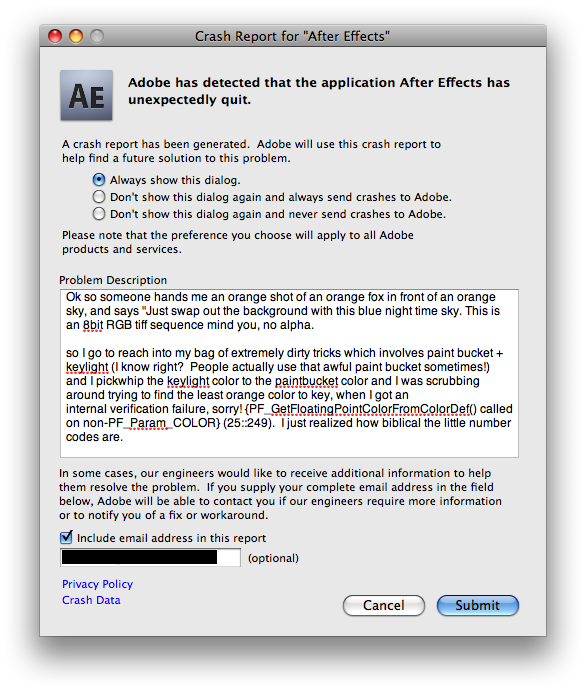 Crash Report for "After Effects"
AE
Adobe has detected that the application After Effects has
unexpectedly quit.
A crash report has been generated.  Adobe will use this crash report to
help find a future solution to this problem.
Always show this dialog.
Don't show this dialog again and always send crashes to Adobe.
Don't show this dialog again and never send crashes to Adobe.
Please note that the preference you choose will apply to all Adobe
products and services.
Problem Description
Ok so someone hands me an orange shot of an orange fox in front of an orange
sky, and says "Just swap out the background with this blue night time sky. This is
an 8bit RGB tiff sequence mind you, no alpha.
so I go to reach into my bag of extremely dirty tricks which involves paint bucket +
keylight (I know right?  People actually use that awful paint bucket sometimes!)
and I pickwhip the keylight color to the paintbucket color and I was scrubbing
around trying to find the least orange color to key, when I got an
internal verification failure, sorry! {PF_GetFloatingPointColorFromColorDef() called
on non-PF_Param_COLOR} (25::249).  I just realized how biblical the little number
codes are.
In some cases, our engineers would like to receive additional information to help
them resolve the problem.  If you supply your complete email address in the field
below, Adobe will be able to contact you if our engineers require more information
or to notify you of a fix or workaround.
Include email address in this report
(optional)
Privacy Policy
Crash Data
Cancel
Submit